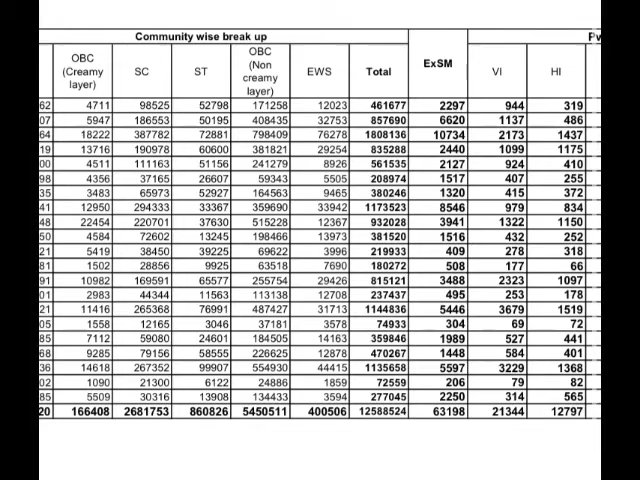 Community wise break up Pv
OBC (Creamy layer) SC ST OBC (Non creamy layer) EWS Total ExSM VI HI
62 4711 98525 52798 171258 12023 461677 2297 944 319
07 5947 186553 50195 408435 32753 857690 6620 1137 486
64 18222 387782 72881 798409 76278 1808136 10734 2173 1437
19 13716 190978 60600 381821 29254 835288 2440 1099 1175
00 4511 111163 51156 241279 8926 561535 2127 924 410
98 4356 37165 26607 59343 5505 208974 1517 407 255
35 3483 65973 52927 164563 9465 380246 1320 415 372
41 12950 294333 33367 359690 33942 1173523 8546 979 834
48 22454 220701 37630 515228 12367 932028 3941 1322 1150
50 4584 72602 13245 198466 13973 381520 1516 432 252
21 5419 38450 39225 69622 3996 219933 409 278 318
81 1502 28856 9925 63518 7690 180272 508 177 66
91 10982 169591 65577 255754 29426 815121 3488 2323 1097
01 2983 44344 11563 113138 12708 237437 495 253 178
21 11416 265368 76991 487427 31713 1144836 5446 3679 1519
05 1558 12165 3046 37181 3578 74933 304 69 72
85 7112 59080 24601 184505 14163 359846 1989 527 441
68 9285 79156 58555 226625 12878 470267 1448 584 401
36 14618 267352 99907 554930 44415 1135658 5597 3229 1368
02 1090 21300 6122 24886 1859 72559 206 79 82
85 5509 30316 13908 134433 3594 277045 2250 314 565
20 166408 2681753 860826 5450511 400506 12588524 63198 21344 12797